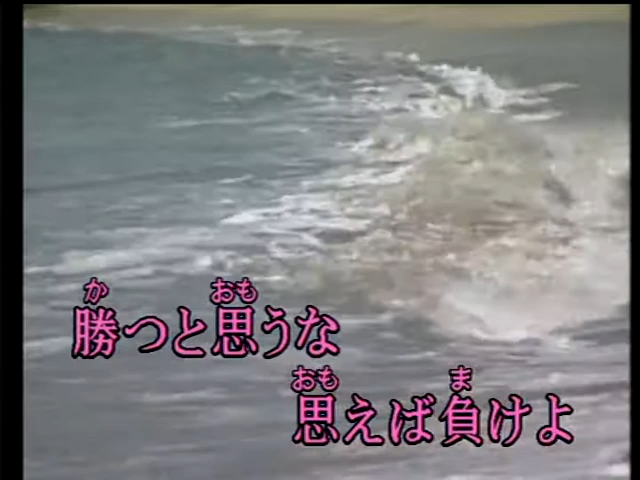 か おも
勝つと思うな
おも ま
思えば負けよ